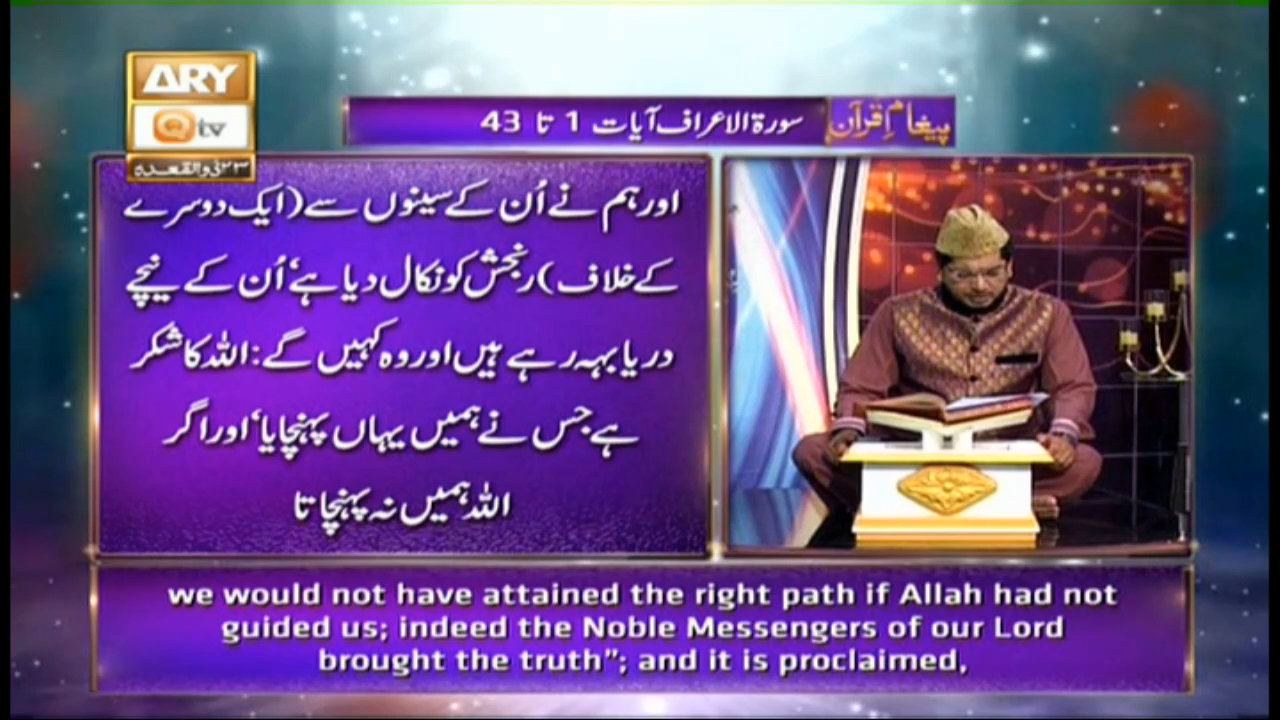 ARY
Qtv
۲۳ ذوالقعدہ
پیغامِ قرآن
سورۃ الاعراف آیات 1 تا 43
اور ہم نے اُن کے سینوں سے (ایک دوسرے
کے خلاف) رنجش کو نکال دیا ہے‘ اُن کے نیچے
دریا بہہ رہے ہیں اور وہ کہیں گے: اللہ کا شکر
ہے جس نے ہمیں یہاں پہنچایا‘ اور اگر
اللہ ہمیں نہ پہنچاتا
we would not have attained the right path if Allah had not
guided us; indeed the Noble Messengers of our Lord
brought the truth”; and it is proclaimed,